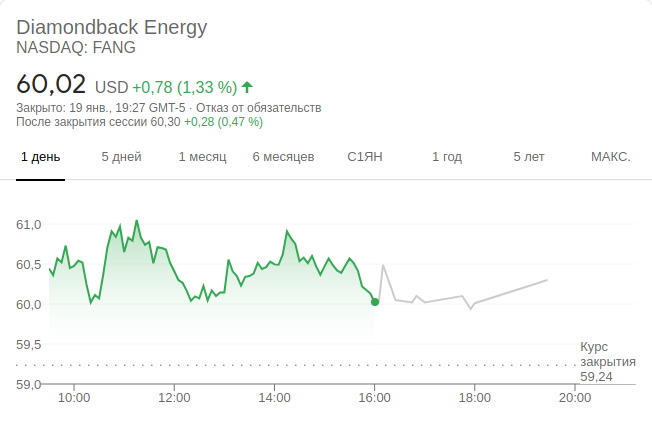 Diamondback Energy
NASDAQ: FANG
60,02 USD +0,78 (1,33 %)
Закрыто: 19 янв., 19:27 GMT-5 · Отказ от обязательств
После закрытия сессии 60,30 +0,28 (0,47 %)
1 день 5 дней 1 месяц 6 месяцев С1ЯН 1 год 5 лет МАКС.
61,0
60,5
60,0
59,5
Курс
закрытия
59,24
59,0
10:00 12:00 14:00 16:00 18:00 20:00